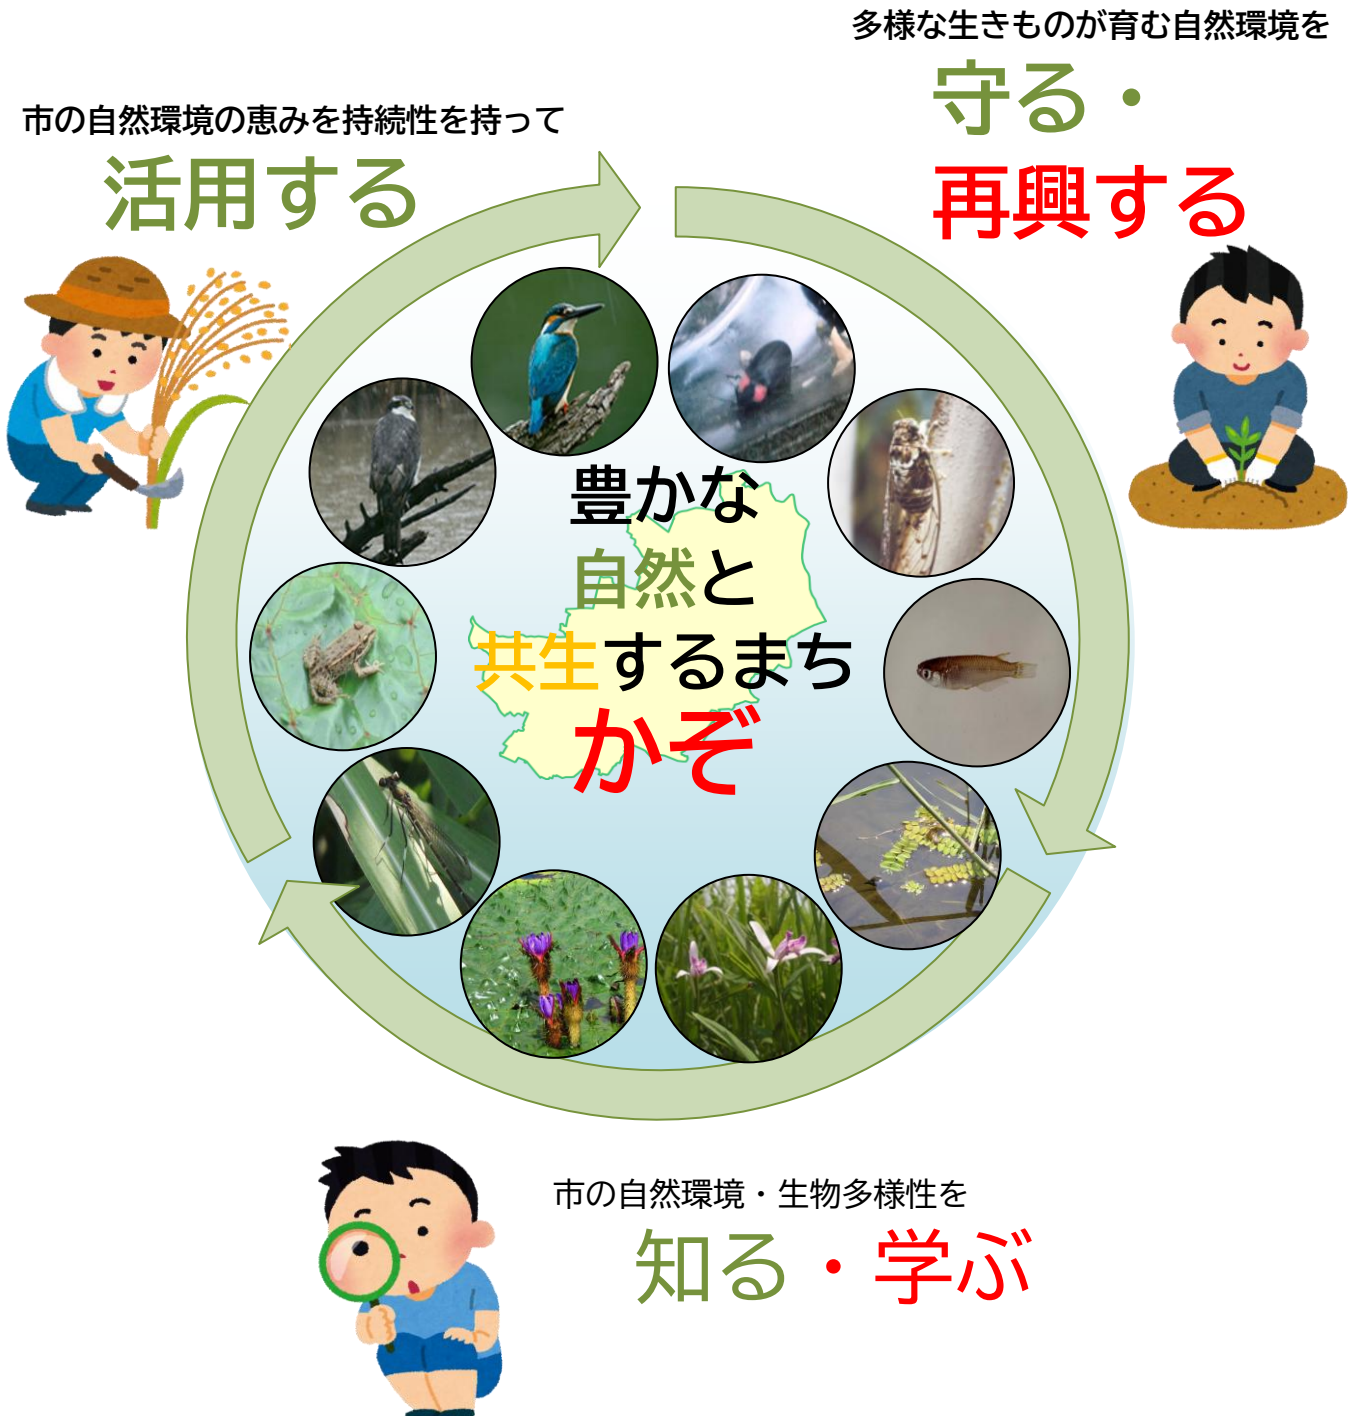 多様な生きものが育む自然環境を
守る・
再興する
市の自然環境の恵みを持続性を持って
活用する
豊かな
自然と
共生するまち
かぞ
市の自然環境・生物多様性を
知る・学ぶ